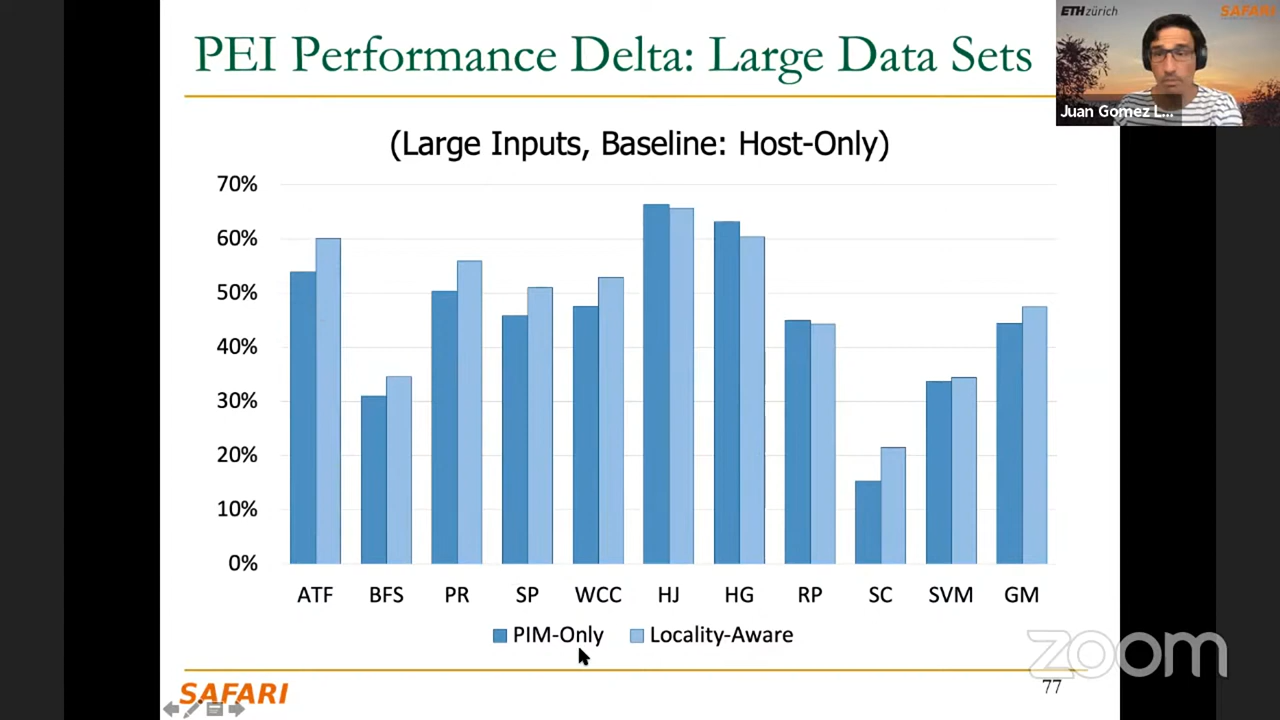 PEI Performance Delta: Large Data Sets
ETH zürich
SAFARI
Juan Gomez L...
(Large Inputs, Baseline: Host-Only)
70%
60%
50%
40%
30%
20%
10%
0%
ATF BFS PR SP WCC HJ HG RP SC SVM GM
PIM-Only Locality-Aware
zoom
SAFARI
77